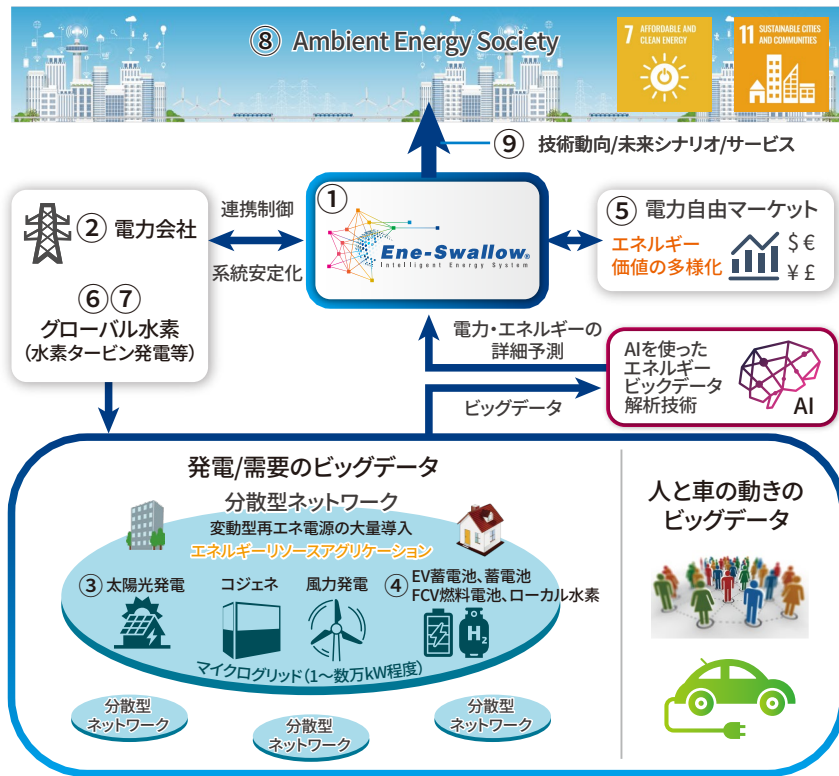 ⑧ Ambient Energy Society
7 AFFORDABLE AND
CLEAN ENERGY
11 SUSTAINABLE CITIES
AND COMMUNITIES
⑨ 技術動向/未来シナリオ/サービス
② 電力会社
⑥⑦
グローバル水素
(水素タービン発電等)
連携制御
系統安定化
①
Ene-Swallow®
Intelligent Energy System
⑤ 電力自由マーケット
エネルギー
価値の多様化
$ €
¥ £
電力・エネルギーの
詳細予測
ビッグデータ
AIを使った
エネルギー
ビックデータ
解析技術
AI
発電/需要のビッグデータ
分散型ネットワーク
変動型再エネ電源の大量導入
エネルギーリソースアグリケーション
③ 太陽光発電
コジェネ
風力発電
④ EV蓄電池、蓄電池
FCV燃料電池、ローカル水素
H2
マイクログリッド(1〜数万kW程度)
分散型
ネットワーク
分散型
ネットワーク
分散型
ネットワーク
人と車の動きの
ビッグデータ